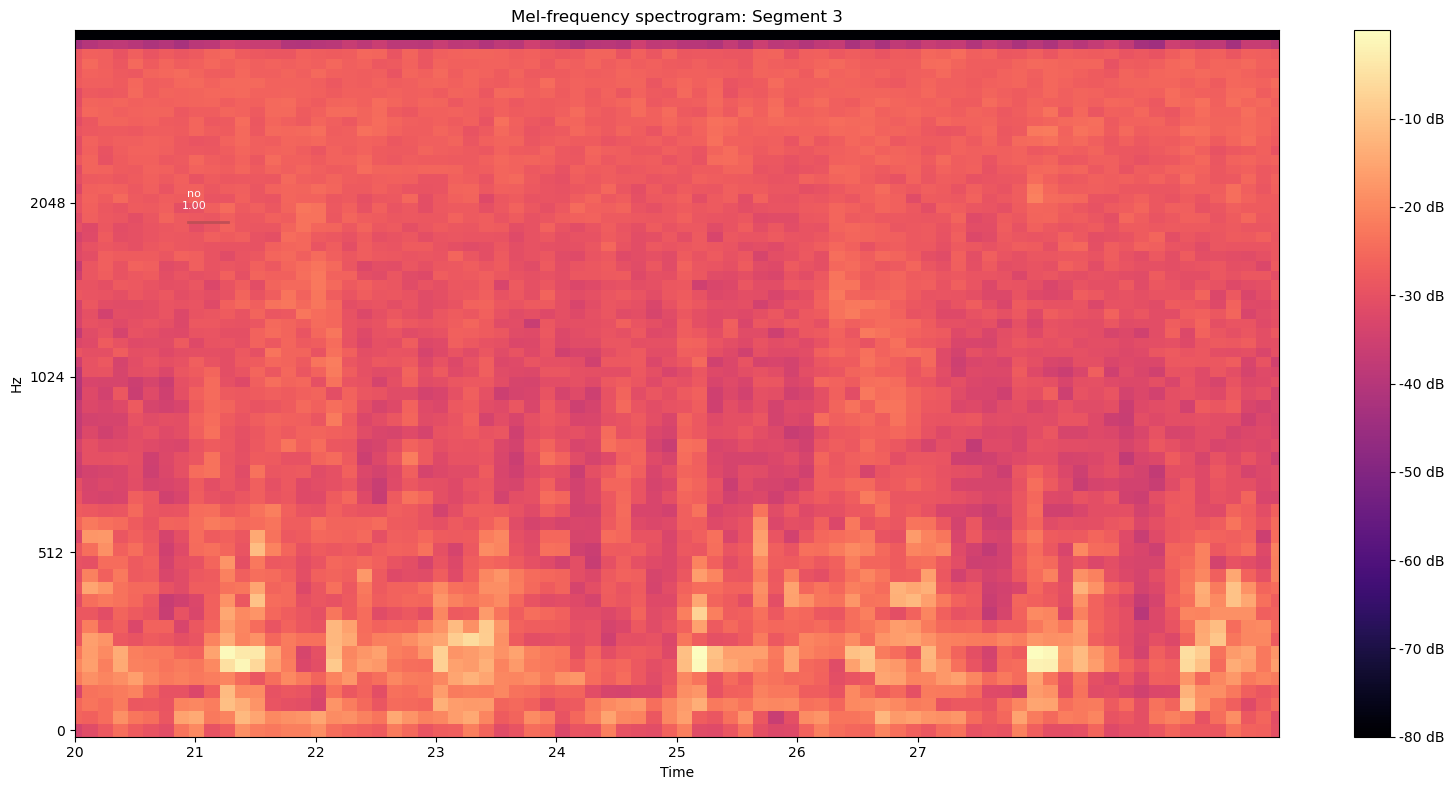 Mel-frequency spectrogram: Segment 3
no
1.00
2048
1024
512
0
Hz
20 21 22 23 24 25 26 27
Time
-10 dB
-20 dB
-30 dB
-40 dB
-50 dB
-60 dB
-70 dB
-80 dB